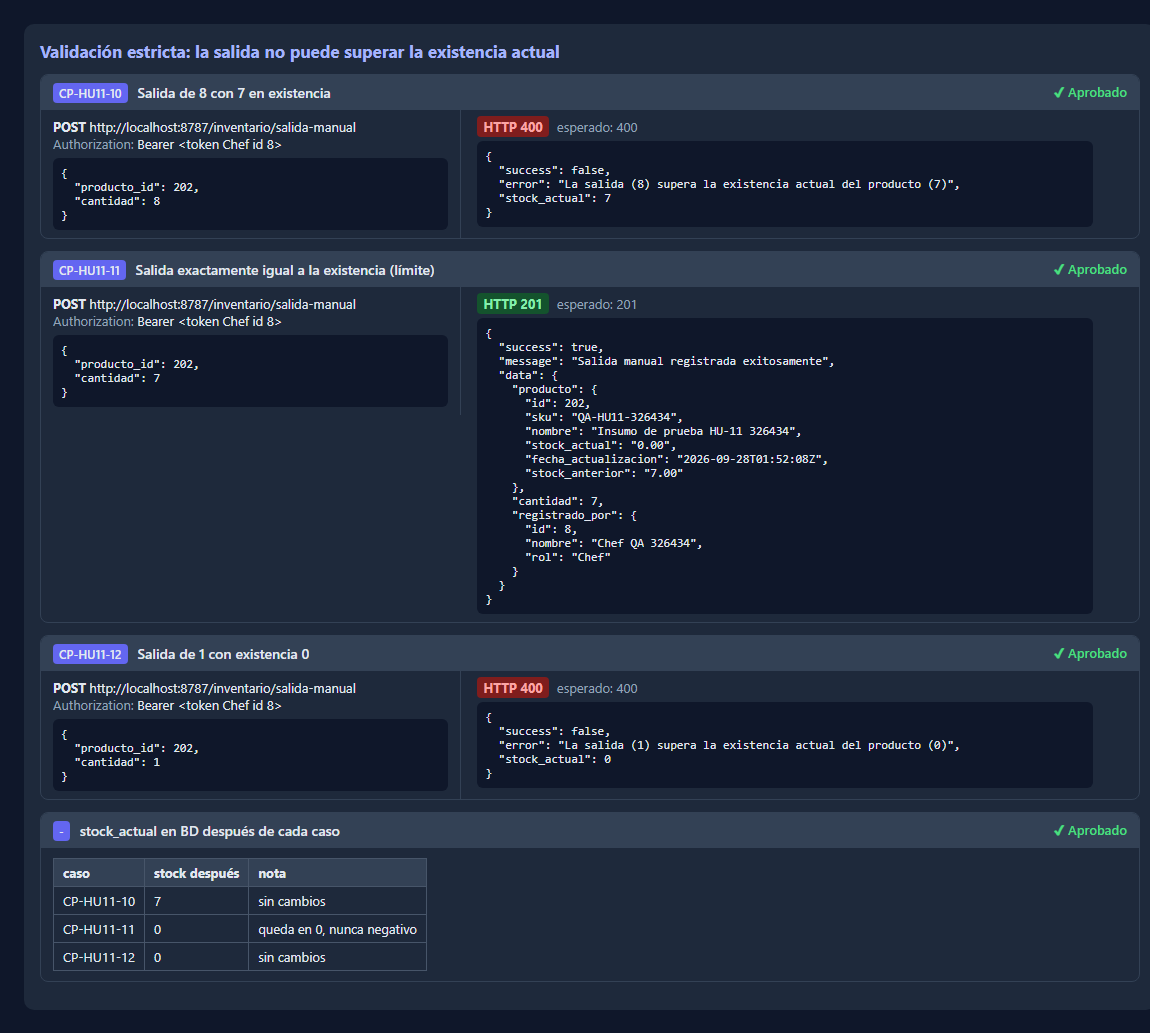 Validación estricta: la salida no puede superar la existencia actual
CP-HU11-10 Salida de 8 con 7 en existencia ✓ Aprobado
POST http://localhost:8787/inventario/salida-manual
Authorization: Bearer <token Chef id 8>
{
"producto_id": 202,
"cantidad": 8
}
HTTP 400 esperado: 400
{
"success": false,
"error": "La salida (8) supera la existencia actual del producto (7)",
"stock_actual": 7
}
CP-HU11-11 Salida exactamente igual a la existencia (límite) ✓ Aprobado
POST http://localhost:8787/inventario/salida-manual
Authorization: Bearer <token Chef id 8>
{
"producto_id": 202,
"cantidad": 7
}
HTTP 201 esperado: 201
{
"success": true,
"message": "Salida manual registrada exitosamente",
"data": {
"producto": {
"id": 202,
"sku": "QA-HU11-326434",
"nombre": "Insumo de prueba HU-11 326434",
"stock_actual": "0.00",
"fecha_actualizacion": "2026-09-28T01:52:08Z",
"stock_anterior": "7.00"
},
"cantidad": 7,
"registrado_por": {
"id": 8,
"nombre": "Chef QA 326434",
"rol": "Chef"
}
}
}
CP-HU11-12 Salida de 1 con existencia 0 ✓ Aprobado
POST http://localhost:8787/inventario/salida-manual
Authorization: Bearer <token Chef id 8>
{
"producto_id": 202,
"cantidad": 1
}
HTTP 400 esperado: 400
{
"success": false,
"error": "La salida (1) supera la existencia actual del producto (0)",
"stock_actual": 0
}
- stock_actual en BD después de cada caso ✓ Aprobado
caso stock después nota
CP-HU11-10 7 sin cambios
CP-HU11-11 0 queda en 0, nunca negativo
CP-HU11-12 0 sin cambios